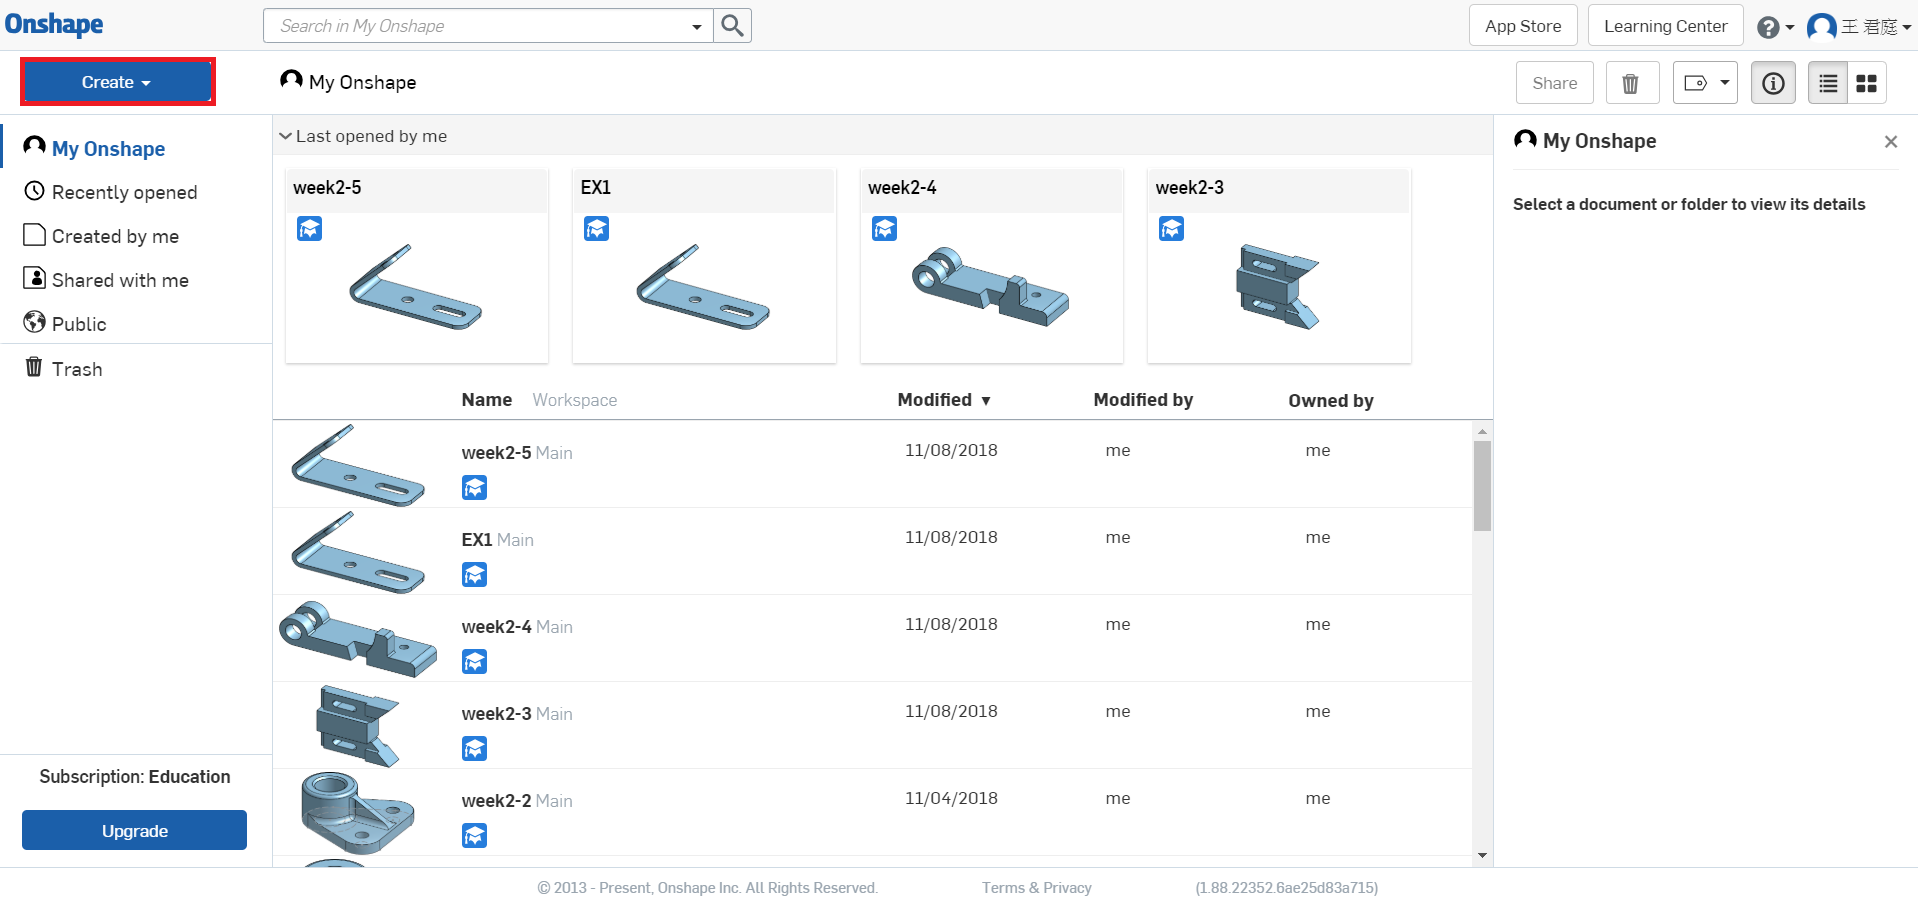 Onshape
Search in My Onshape
App Store
Learning Center
王 君庭
Create
My Onshape
Share
My Onshape
Recently opened
Created by me
Shared with me
Public
Trash
Last opened by me
week2-5
EX1
week2-4
week2-3
My Onshape
Select a document or folder to view its details
Name Workspace Modified ▼ Modified by Owned by
week2-5 Main 11/08/2018 me me
EX1 Main 11/08/2018 me me
week2-4 Main 11/08/2018 me me
week2-3 Main 11/08/2018 me me
week2-2 Main 11/04/2018 me me
Subscription: Education
Upgrade
© 2013 - Present, Onshape Inc. All Rights Reserved. Terms & Privacy (1.88.22352.6ae25d83a715)